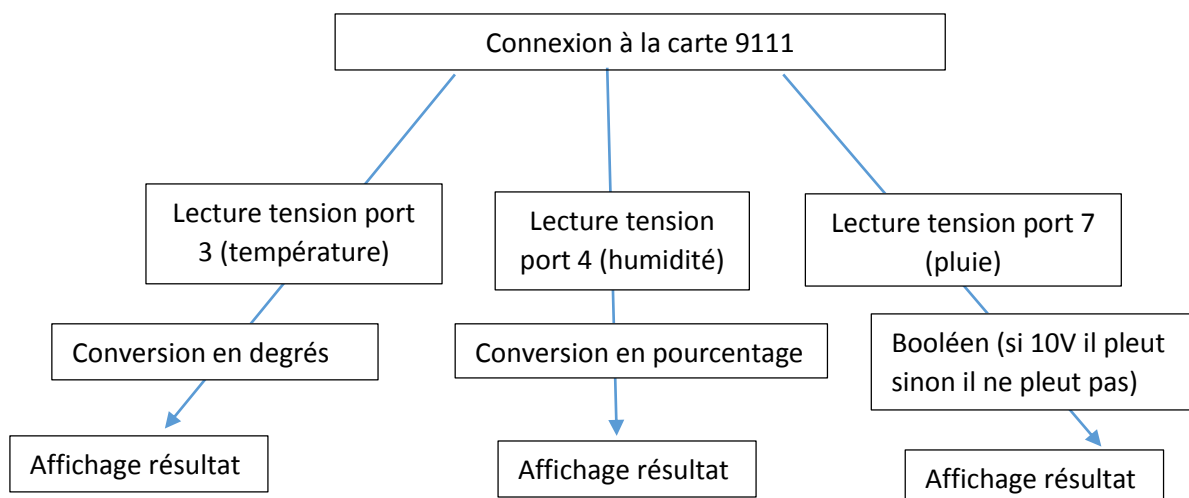 Connexion à la carte 9111
Lecture tension port
3 (température)
Lecture tension
port 4 (humidité)
Lecture tension port 7
(pluie)
Conversion en degrés
Conversion en pourcentage
Booléen (si 10V il pleut
sinon il ne pleut pas)
Affichage résultat
Affichage résultat
Affichage résultat